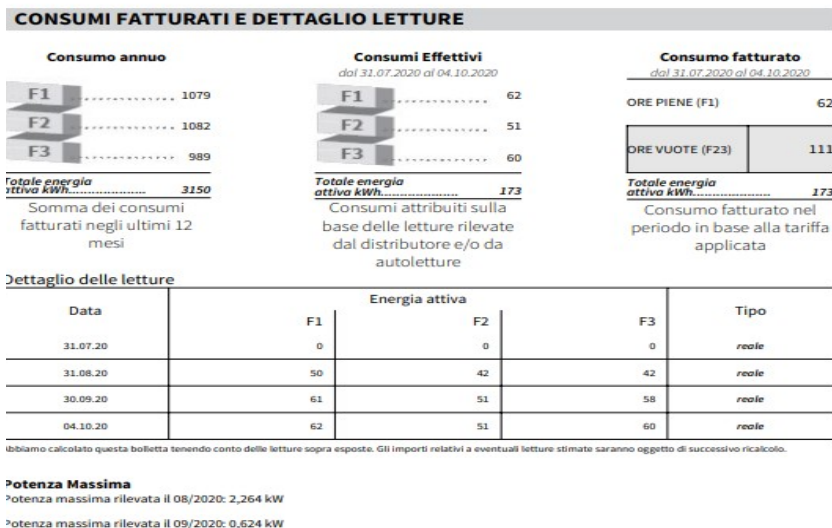 CONSUMI FATTURATI E DETTAGLIO LETTURE
Consumo annuo
F1 1079
F2 1082
F3 989
Totale energia
attiva kWh..................... 3150
Somma dei consumi
fatturati negli ultimi 12
mesi
Consumi Effettivi
dal 31.07.2020 al 04.10.2020
F1 62
F2 51
F3 60
Totale energia
attiva kWh..................... 173
Consumi attribuiti sulla
base delle letture rilevate
dal distributore e/o da
autoletture
Consumo fatturato
dal 31.07.2020 al 04.10.2020
ORE PIENE (F1) 62
ORE VUOTE (F23) 111
Totale energia
attiva kWh..................... 173
Consumo fatturato nel
periodo in base alla tariffa
applicata
Dettaglio delle letture
Data Energia attiva Tipo
F1 F2 F3
31.07.20 0 0 0 reale
31.08.20 50 42 42 reale
30.09.20 61 51 58 reale
04.10.20 62 51 60 reale
Abbiamo calcolato questa bolletta tenendo conto delle letture sopra esposte. Gli importi relativi a eventuali letture stimate saranno oggetto di successivo ricalcolo.
Potenza Massima
Potenza massima rilevata il 08/2020: 2,264 kW
Potenza massima rilevata il 09/2020: 0,624 kW